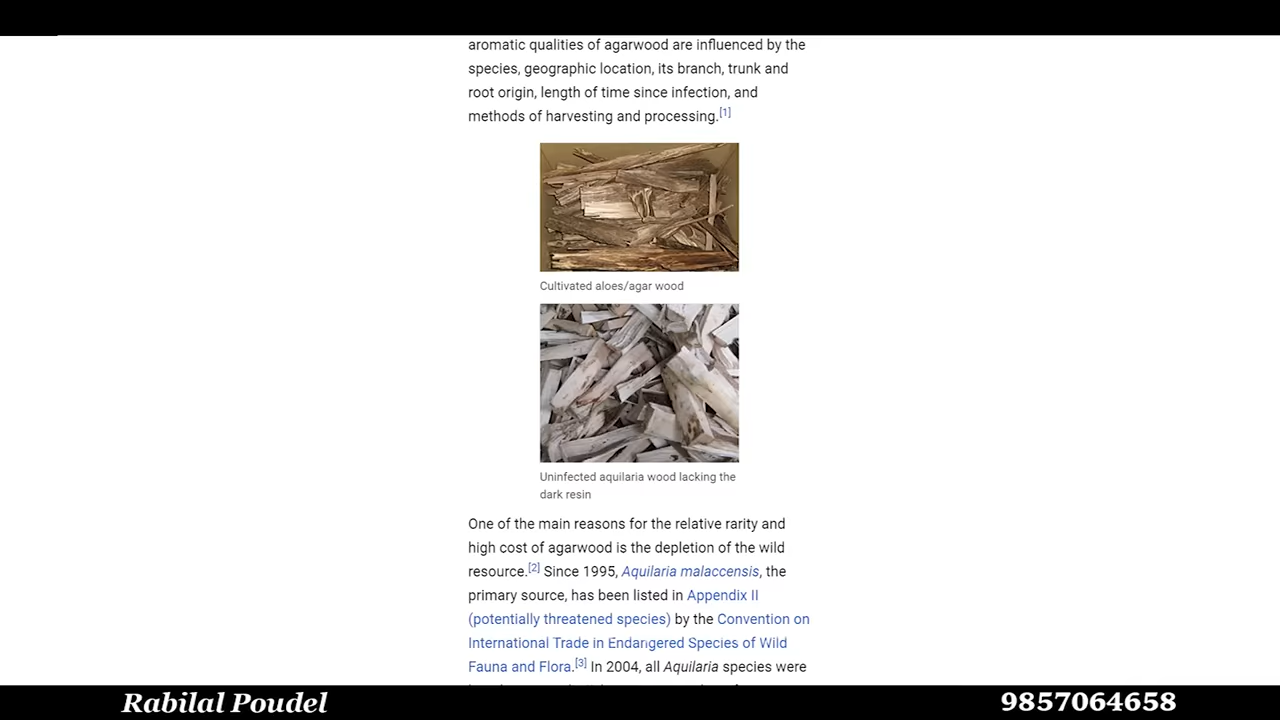 aromatic qualities of agarwood are influenced by the
species, geographic location, its branch, trunk and
root origin, length of time since infection, and
methods of harvesting and processing.[1]
Cultivated aloes/agar wood
Uninfected aquilaria wood lacking the
dark resin
One of the main reasons for the relative rarity and
high cost of agarwood is the depletion of the wild
resource.[2] Since 1995, Aquilaria malaccensis, the
primary source, has been listed in Appendix II
(potentially threatened species) by the Convention on
International Trade in Endangered Species of Wild
Fauna and Flora.[3] In 2004, all Aquilaria species were
Rabilal Poudel
9857064658